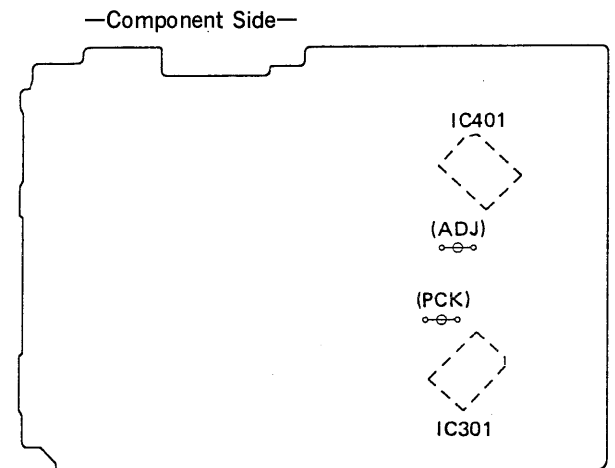 —Component Side—
IC401
(ADJ)
(PCK)
IC301